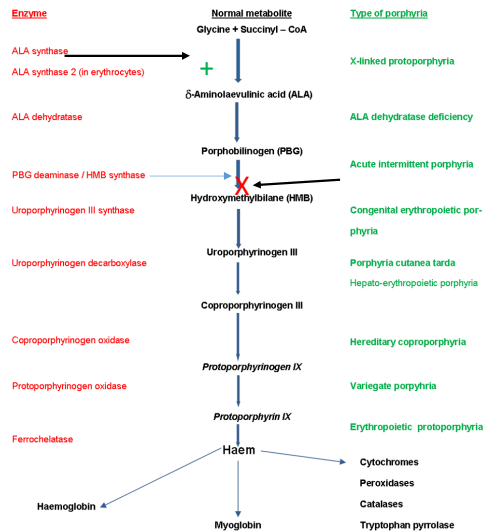 Enzyme Normal metabolite Type of porphyria
Glycine + Succinyl – CoA
ALA synthase
+
X-linked protoporphyria
ALA synthase 2 (in erythrocytes)
δ-Aminolaevulinic acid (ALA)
ALA dehydratase ALA dehydratase deficiency
Porphobilinogen (PBG)
Acute intermittent porphyria
PBG deaminase / HMB synthase
X
Hydroxymethylbilane (HMB)
Uroporphyrinogen III synthase Congenital erythropoietic por-
phyria
Uroporphyrinogen III
Uroporphyrinogen decarboxylase Porphyria cutanea tarda
Hepato-erythropoietic porphyria
Coproporphyrinogen III
Coproporphyrinogen oxidase Hereditary coproporphyria
Protoporphyrinogen IX
Protoporphyrinogen oxidase Variegate porpyhria
Protoporphyrin IX
Erythropoietic protoporphyria
Ferrochelatase
Haem
Cytochromes
Peroxidases
Catalases
Haemoglobin
Myoglobin Tryptophan pyrrolase